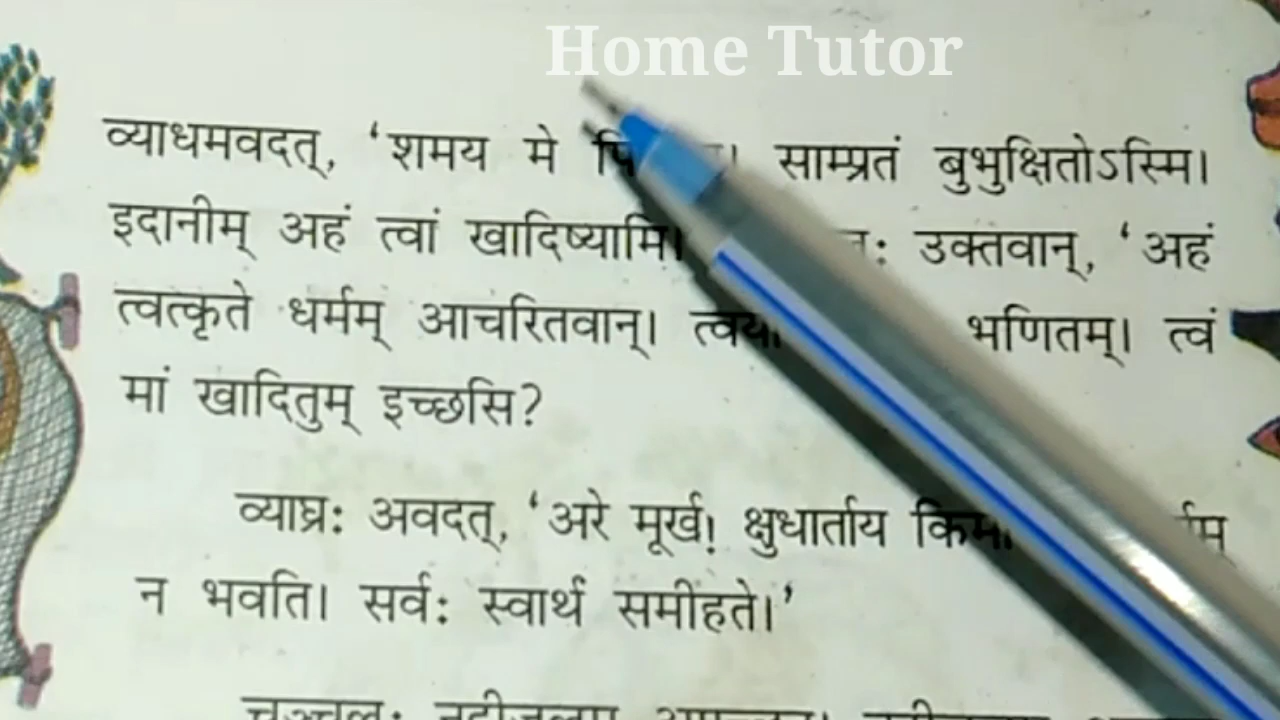 Home Tutor
व्याधमवदत्, ‘शमय मे साम्प्रतं बुभुक्षितोऽस्मि।
इदानीम् अहं त्वां खादिष्यामि। उक्तवान्, ‘अहं
त्वत्कृते धर्मम् आचरितवान्। भणितम्। त्वं
मां खादितुम् इच्छसि?
व्याघ्रः अवदत्, ‘अरे मूर्ख! क्षुधार्ताय
न भवति। सर्वः स्वार्थं समीहते।’